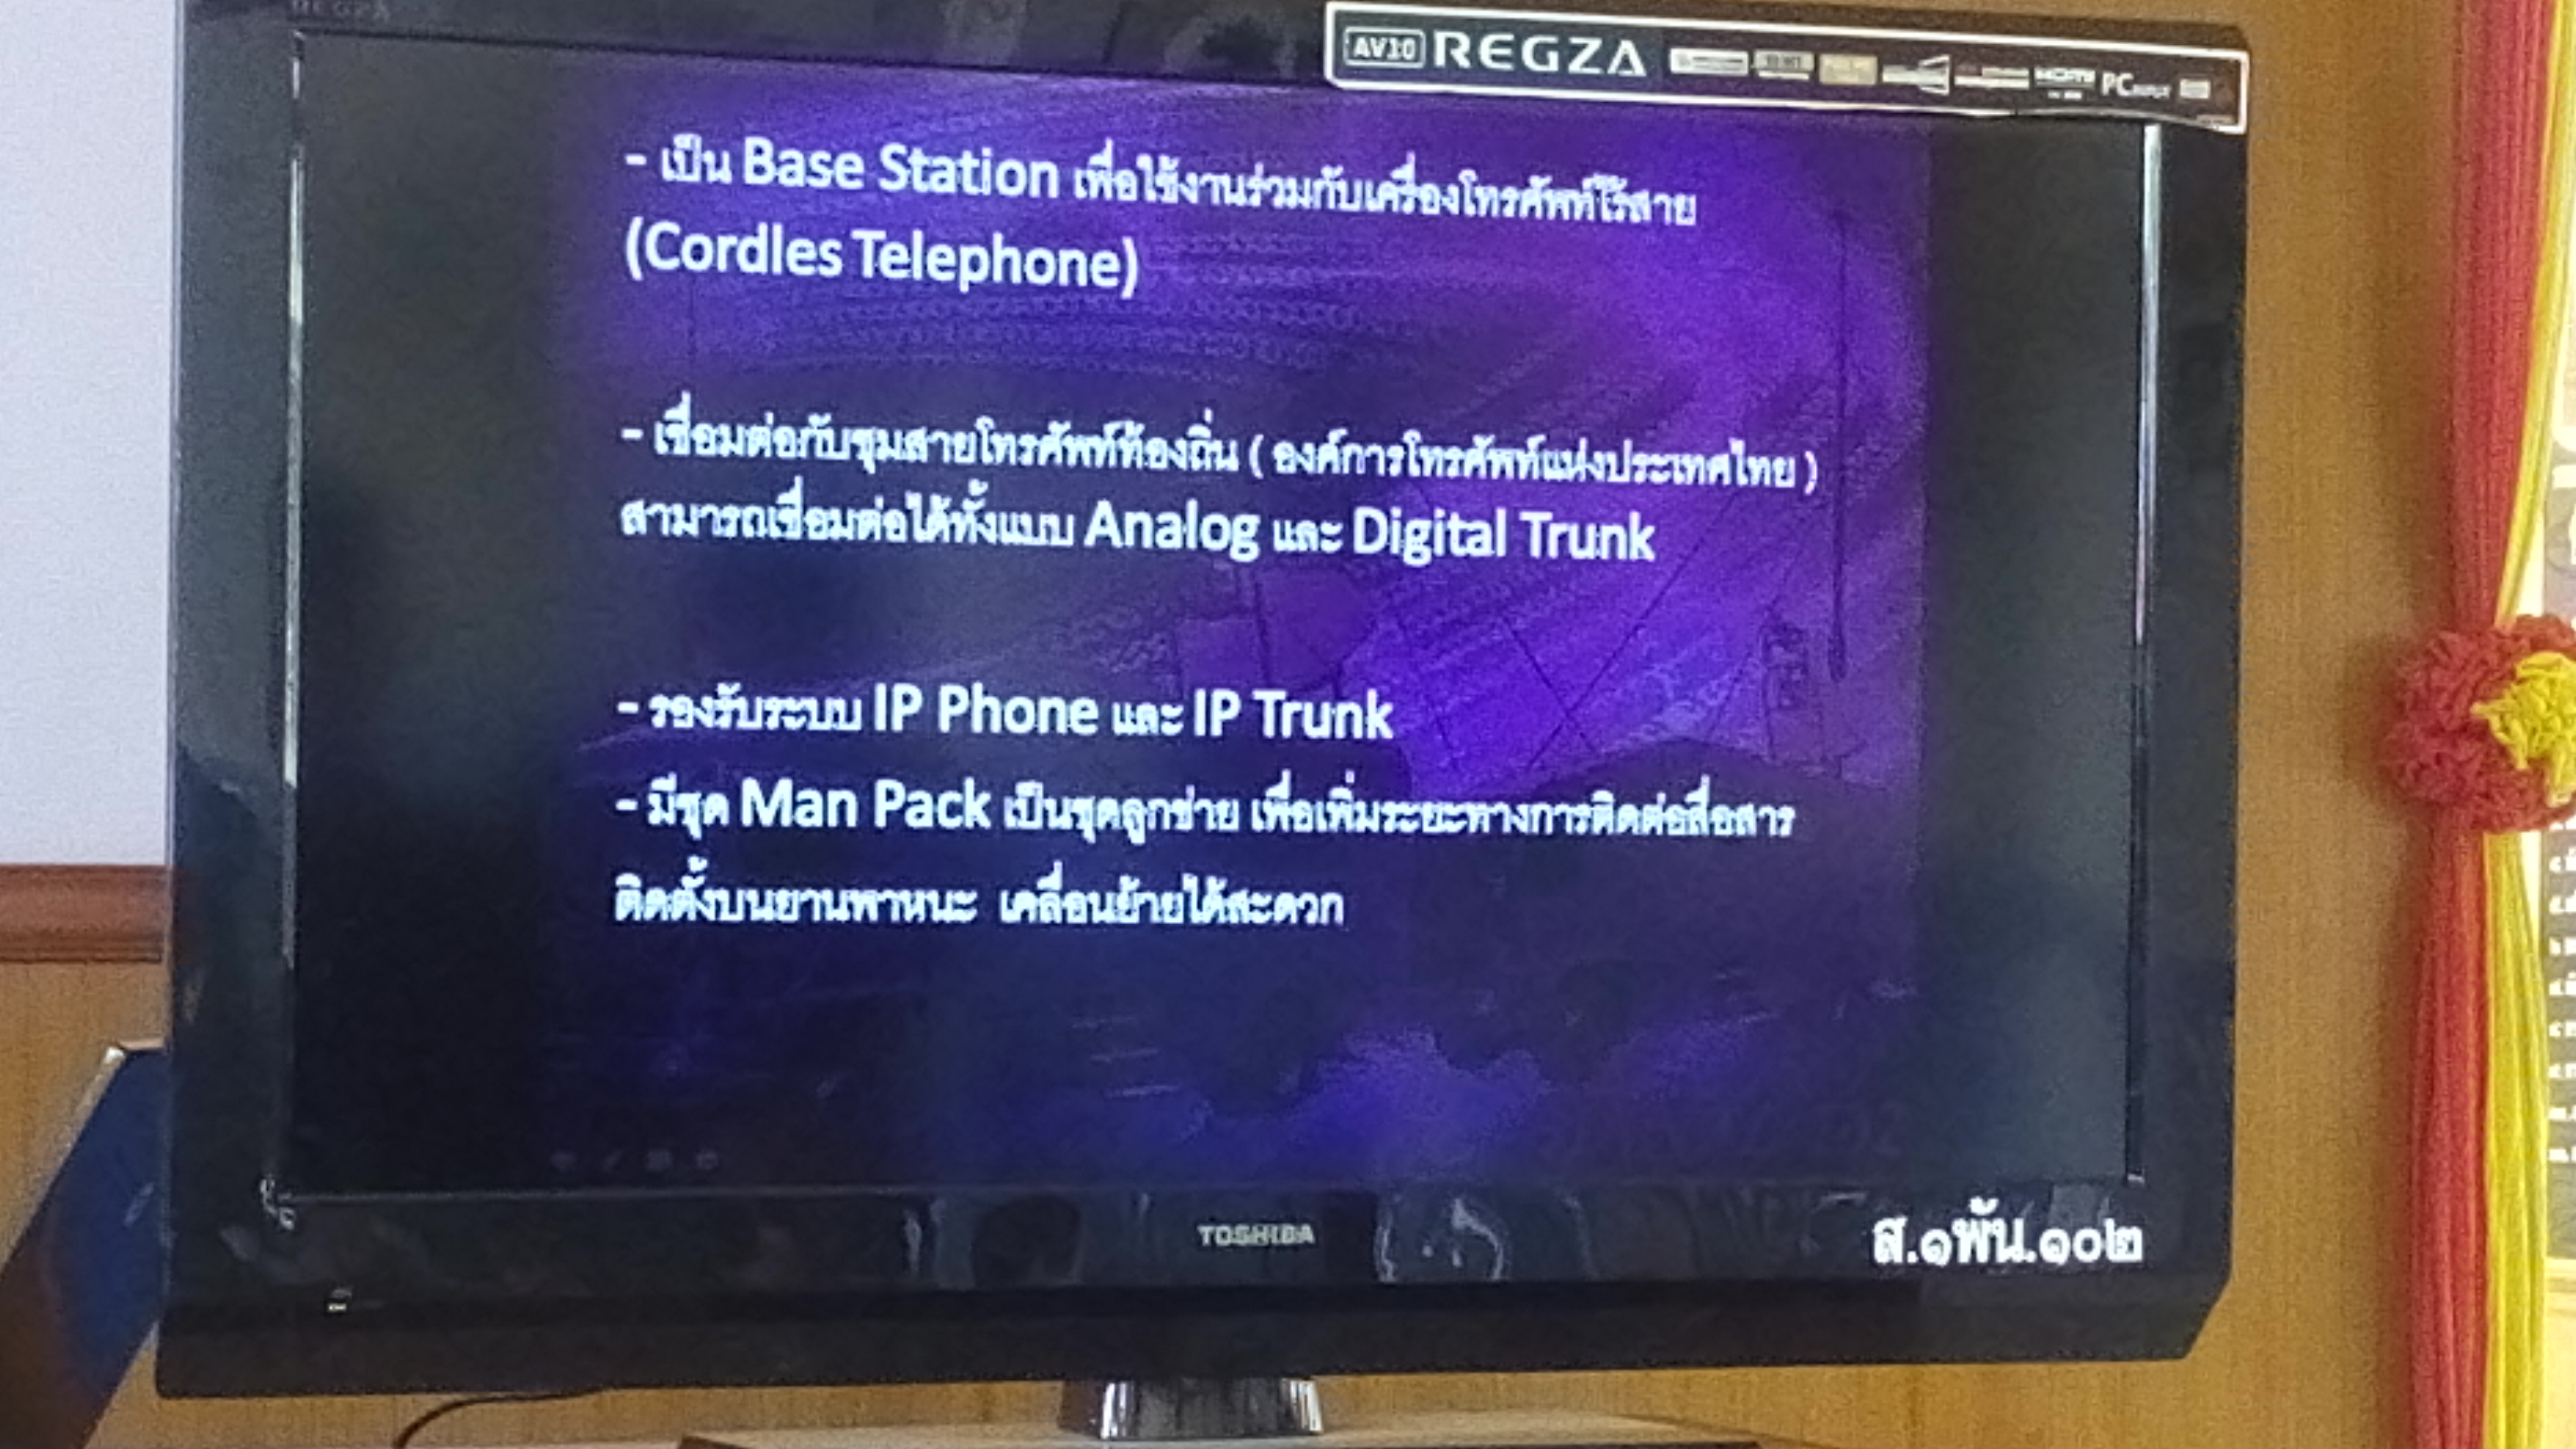 REGZA
AV10 REGZA
PC INPUT
- เป็น Base Station เพื่อใช้งานร่วมกับเครื่องโทรศัพท์ไร้สาย
(Cordles Telephone)
- เชื่อมต่อกับชุมสายโทรศัพท์ท้องถิ่น ( องค์การโทรศัพท์แห่งประเทศไทย )
สามารถเชื่อมต่อได้ทั้งแบบ Analog และ Digital Trunk
- รองรับระบบ IP Phone และ IP Trunk
- มีชุด Man Pack เป็นชุดลูกข่าย เพื่อเพิ่มระยะทางการติดต่อสื่อสาร
ติดตั้งบนยานพาหนะ เคลื่อนย้ายได้สะดวก
TOSHIBA
ส.๑พัน.๑๐๒